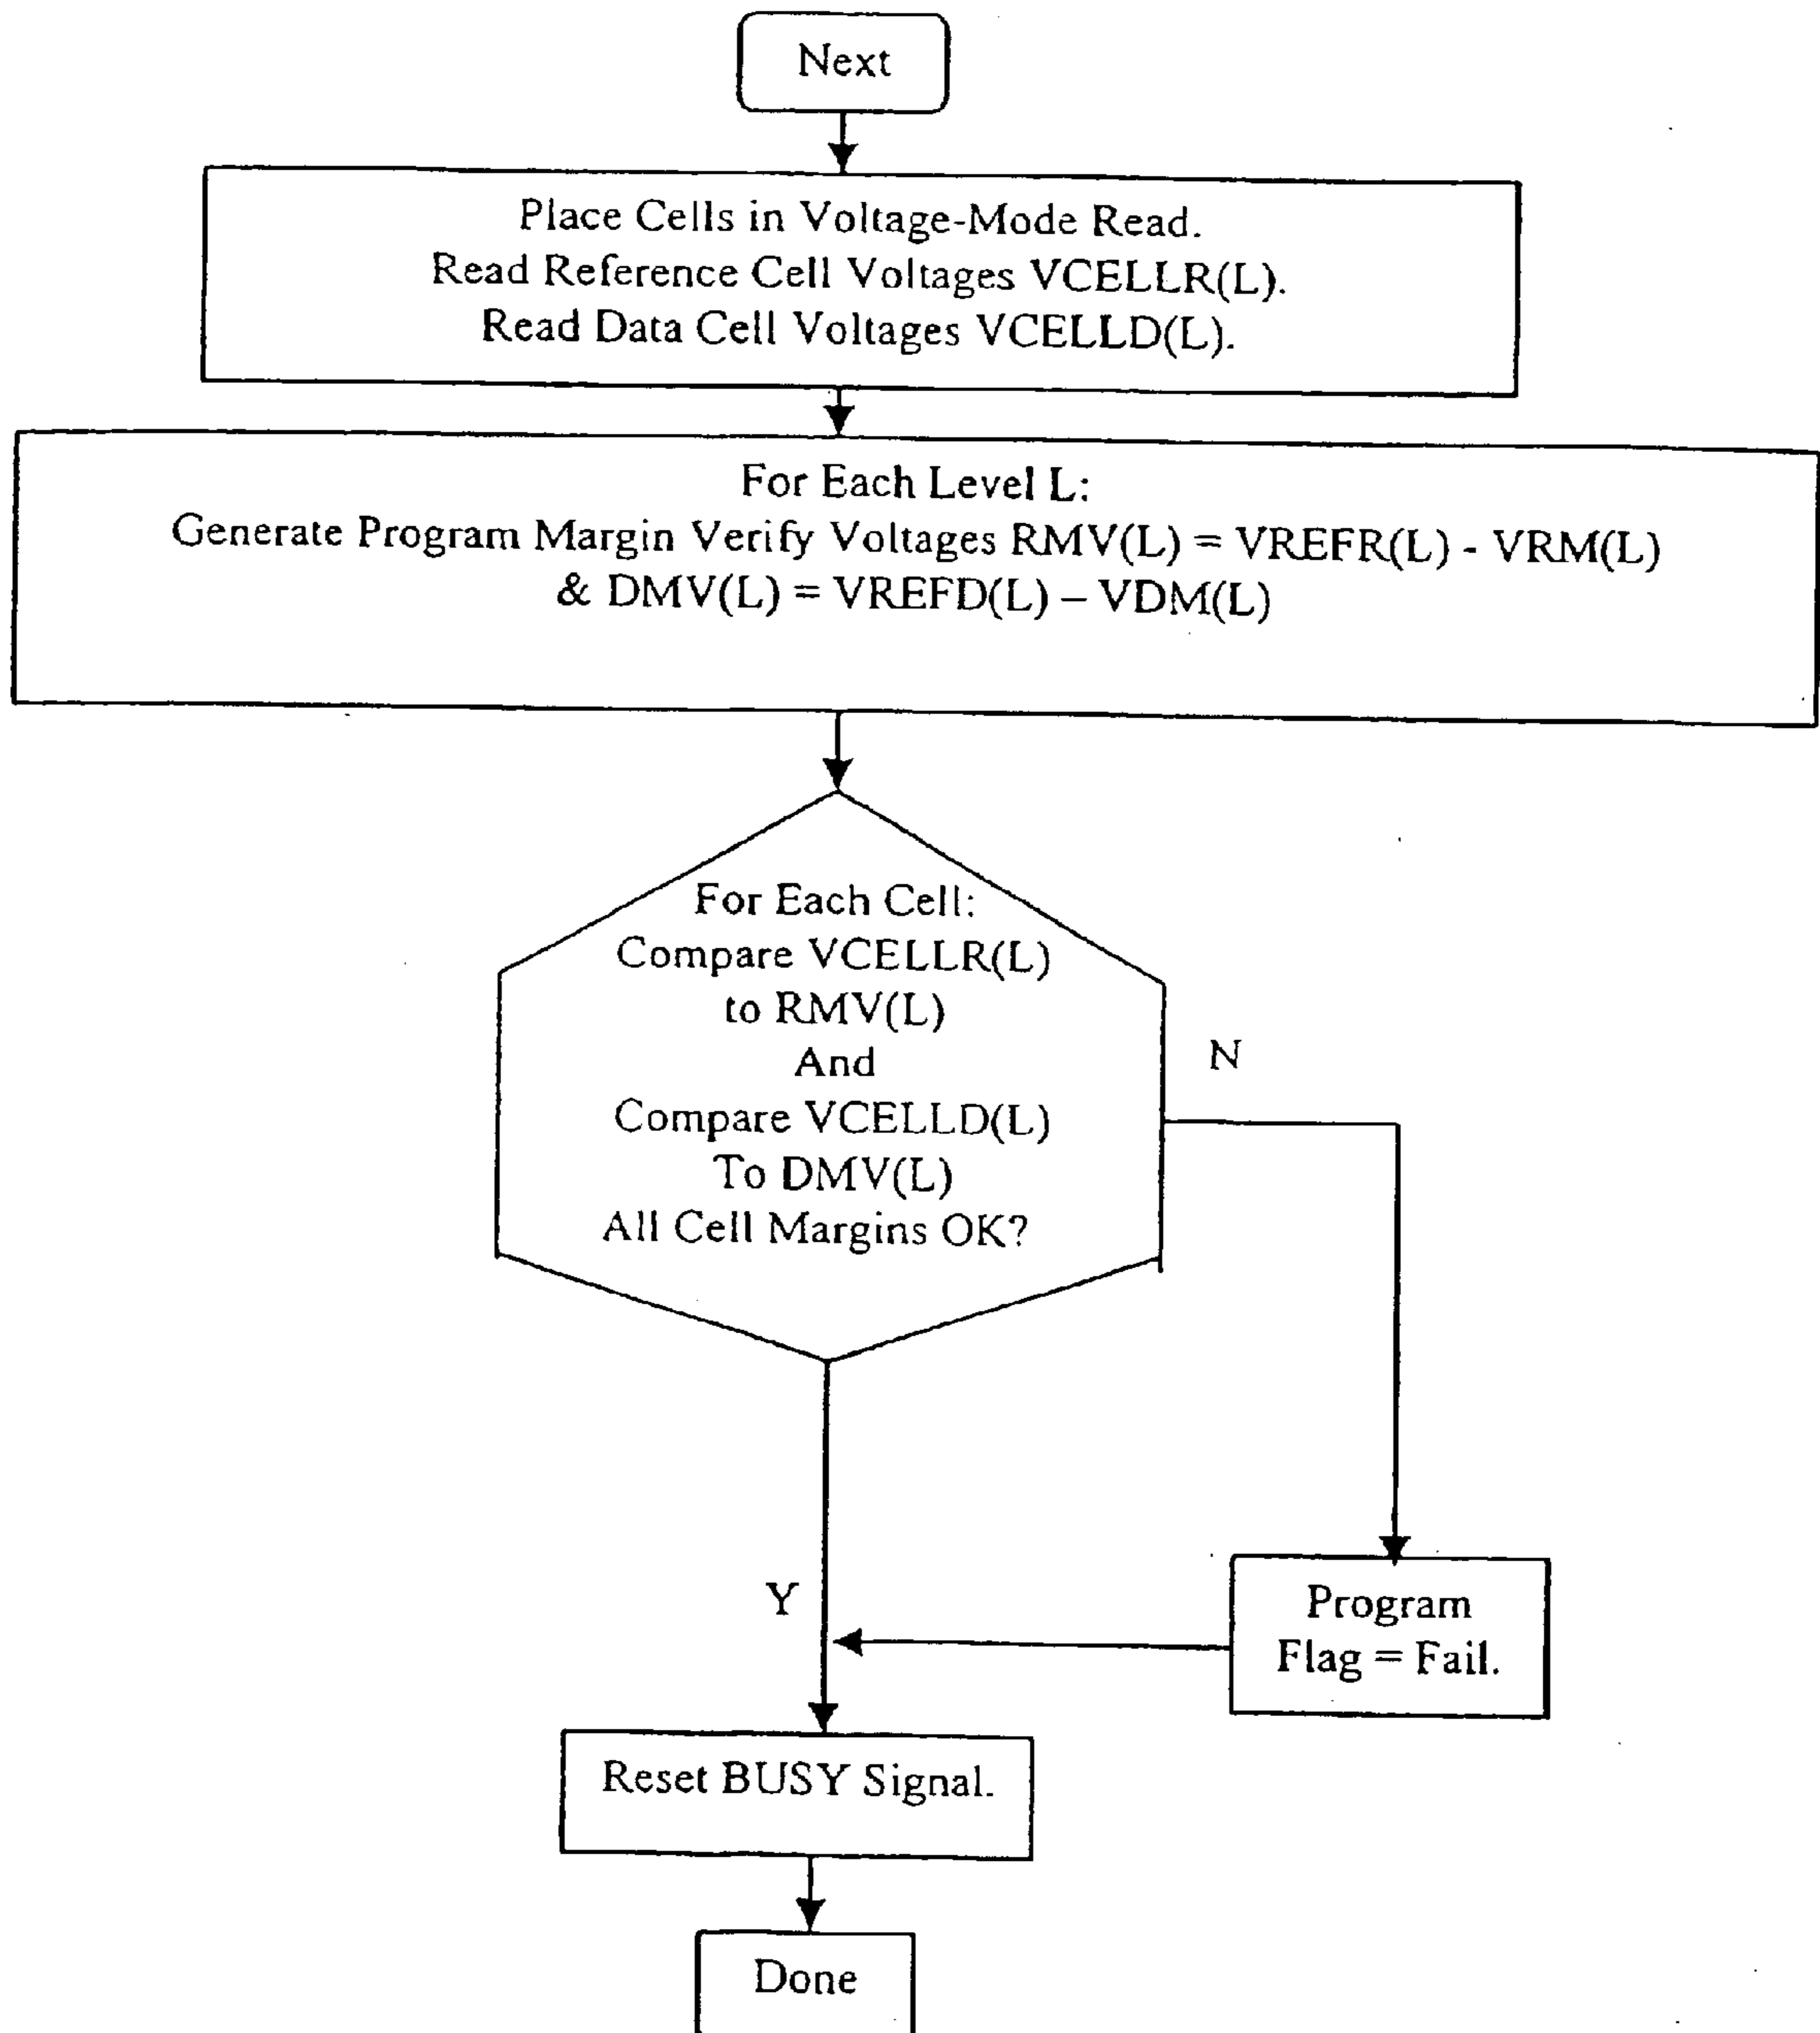 Next
Place Cells in Voltage-Mode Read.
Read Reference Cell Voltages VCELLR(L).
Read Data Cell Voltages VCELLD(L).
For Each Level L:
Generate Program Margin Verify Voltages RMV(L) = VREFR(L) - VRM(L)
& DMV(L) = VREFD(L) – VDM(L)
For Each Cell:
Compare VCELLR(L)
to RMV(L)
And
Compare VCELLD(L)
To DMV(L)
All Cell Margins OK?
N
Y
Program
Flag = Fail.
Reset BUSY Signal.
Done